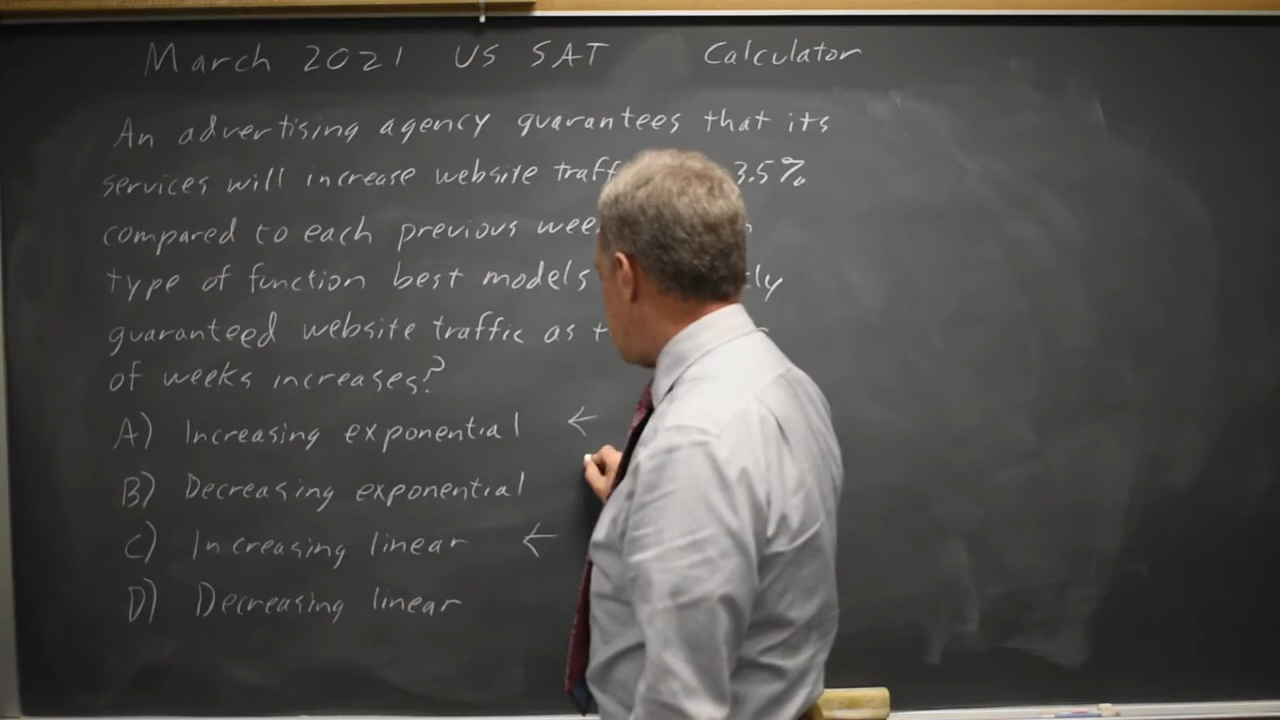 March 2021 US SAT Calculator
An advertising agency guarantees that its
services will increase website traff 3.5%
compared to each previous wee
type of function best models ly
guaranteed website traffic as t
of weeks increases?
A) Increasing exponential ←
B) Decreasing exponential
C) Increasing linear ←
D) Decreasing linear